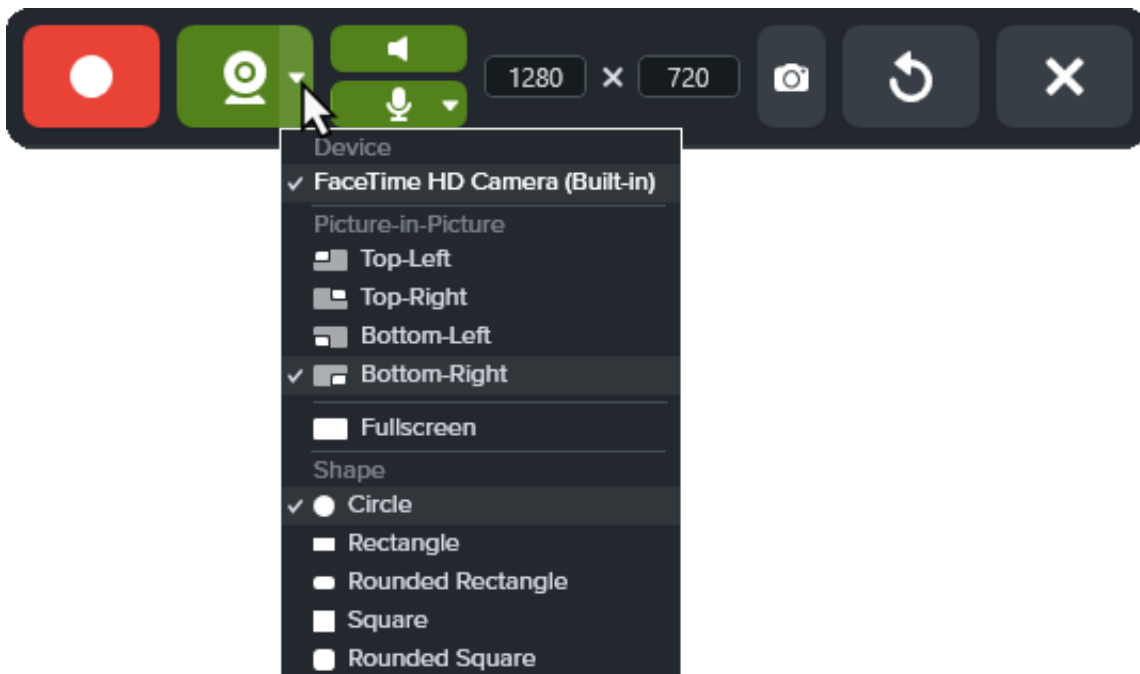 1280 × 720
Device
FaceTime HD Camera (Built-in)
Picture-in-Picture
Top-Left
Top-Right
Bottom-Left
Bottom-Right
Fullscreen
Shape
Circle
Rectangle
Rounded Rectangle
Square
Rounded Square